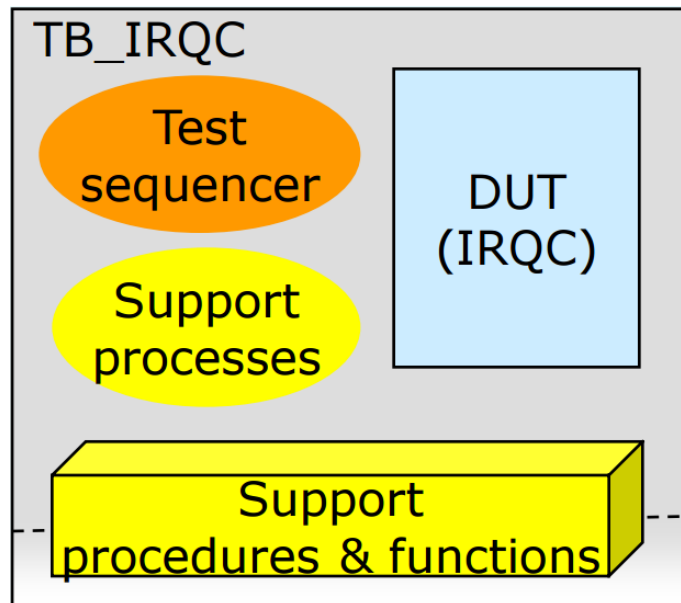 TB_IRQC
Test
sequencer
DUT
(IRQC)
Support
processes
Support
procedures & functions